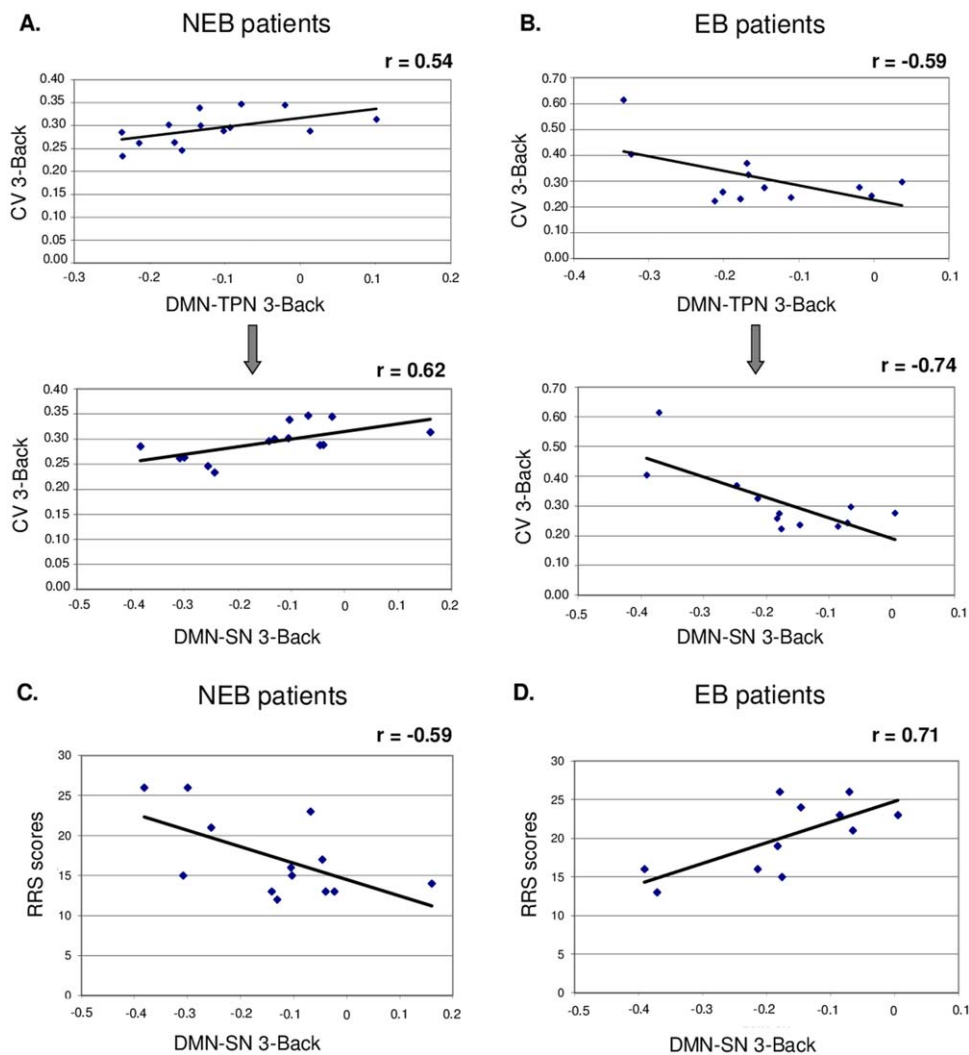 A.
NEB patients
r = 0.54
0.40
0.35
0.30
0.25
0.20
0.15
0.10
0.05
0.00
CV 3-Back
-0.3 -0.2 -0.1 0 0.1 0.2
DMN-TPN 3-Back
B.
EB patients
r = -0.59
0.70
0.60
0.50
0.40
0.30
0.20
0.10
0.00
CV 3-Back
-0.4 -0.3 -0.2 -0.1 0 0.1
DMN-TPN 3-Back
r = 0.62
0.40
0.35
0.30
0.25
0.20
0.15
0.10
0.05
0.00
CV 3-Back
-0.5 -0.4 -0.3 -0.2 -0.1 0 0.1 0.2
DMN-SN 3-Back
r = -0.74
0.70
0.60
0.50
0.40
0.30
0.20
0.10
0.00
CV 3-Back
-0.5 -0.4 -0.3 -0.2 -0.1 0 0.1
DMN-SN 3-Back
C.
NEB patients
r = -0.59
30
25
20
15
10
5
0
RRS scores
-0.5 -0.4 -0.3 -0.2 -0.1 0 0.1 0.2
DMN-SN 3-Back
D.
EB patients
r = 0.71
30
25
20
15
10
5
0
RRS scores
-0.5 -0.4 -0.3 -0.2 -0.1 0 0.1
DMN-SN 3-Back